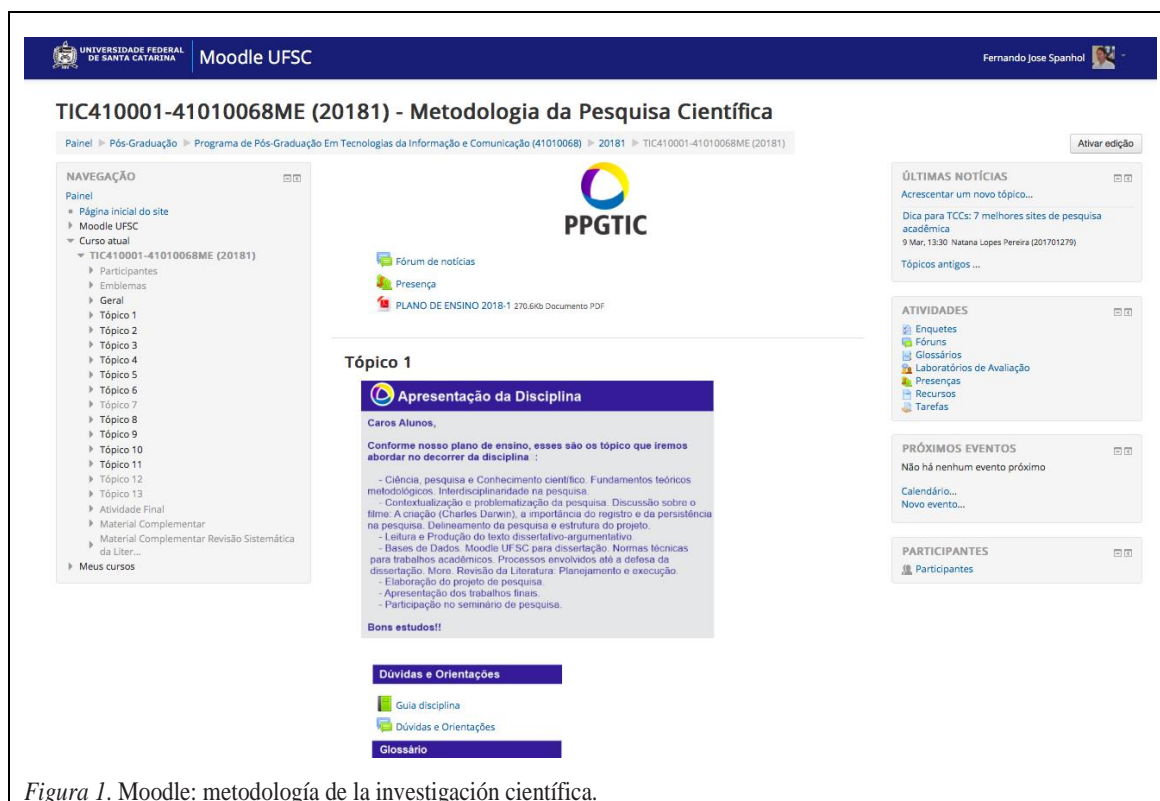 UNIVERSIDADE FEDERAL
DE SANTA CATARINA
Moodle UFSC
Fernando Jose Spanhol
TIC410001-41010068ME (20181) - Metodologia da Pesquisa Científica
Painel Pós-Graduação Programa de Pós-Graduação Em Tecnologias da Informação e Comunicação (41010068) 20181 TIC410001-41010068ME (20181)
Ativar edição
NAVEGAÇÃO
Painel
Página inicial do site
Moodle UFSC
Curso atual
TIC410001-41010068ME (20181)
Participantes
Emblemas
Geral
Tópico 1
Tópico 2
Tópico 3
Tópico 4
Tópico 5
Tópico 6
Tópico 7
Tópico 8
Tópico 9
Tópico 10
Tópico 11
Tópico 12
Tópico 13
Atividade Final
Material Complementar
Material Complementar Revisão Sistemática
da Liter...
Meus cursos
PPGTIC
Fórum de notícias
Presença
PLANO DE ENSINO 2018-1 270.6Kb Documento PDF
Tópico 1
Apresentação da Disciplina
Caros Alunos,
Conforme nosso plano de ensino, esses são os tópico que iremos
abordar no decorrer da disciplina :
- Ciência, pesquisa e Conhecimento científico. Fundamentos teóricos
metodológicos. Interdisciplinaridade na pesquisa.
- Contextualização e problematização da pesquisa. Discussão sobre o
filme: A criação (Charles Darwin), a importância do registro e da persistência
na pesquisa. Delineamento da pesquisa e estrutura do projeto.
- Leitura e Produção do texto dissertativo-argumentativo.
- Bases de Dados. Moodle UFSC para dissertação. Normas técnicas
para trabalhos acadêmicos. Processos envolvidos até a defesa da
dissertação. More. Revisão da Literatura: Planejamento e execução.
- Elaboração do projeto de pesquisa.
- Apresentação dos trabalhos finais.
- Participação no seminário de pesquisa.
Bons estudos!!
Dúvidas e Orientações
Guia disciplina
Dúvidas e Orientações
Glossário
ÚLTIMAS NOTÍCIAS
Acrescentar um novo tópico...
Dica para TCCs: 7 melhores sites de pesquisa
acadêmica
9 Mar, 13:30 Natana Lopes Pereira (201701279)
Tópicos antigos ...
ATIVIDADES
Enquetes
Fóruns
Glossários
Laboratórios de Avaliação
Presenças
Recursos
Tarefas
PRÓXIMOS EVENTOS
Não há nenhum evento próximo
Calendário...
Novo evento...
PARTICIPANTES
Participantes
Figura 1. Moodle: metodología de la investigación científica.